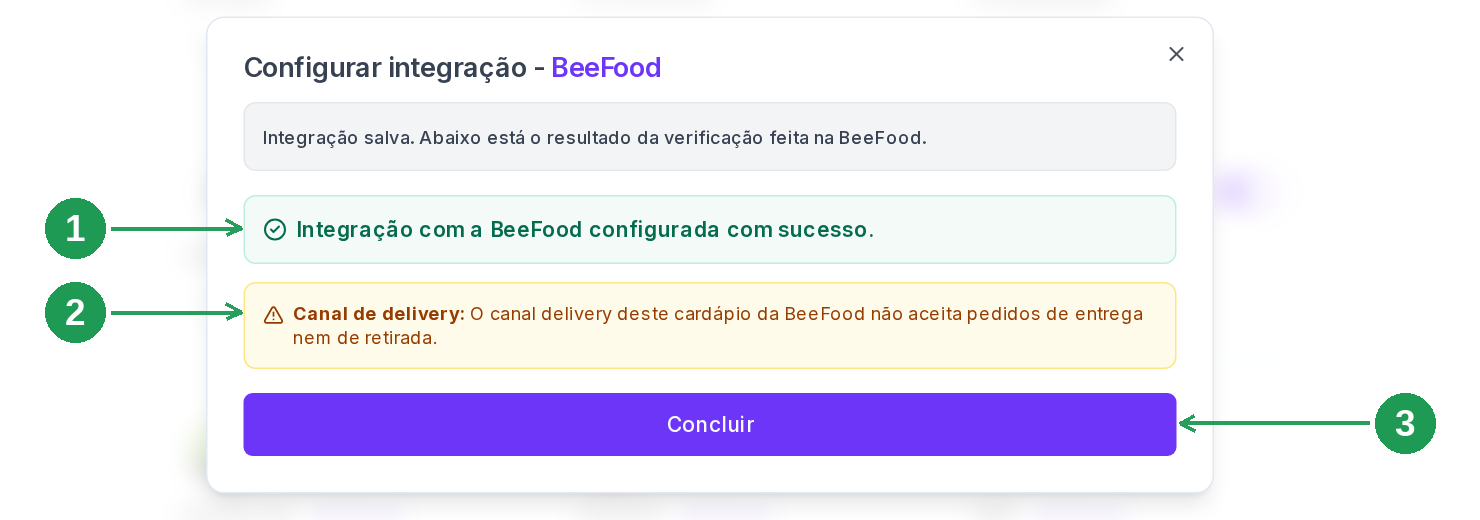 Configurar integração - BeeFood
Integração salva. Abaixo está o resultado da verificação feita na BeeFood.
1
Integração com a BeeFood configurada com sucesso.
2
Canal de delivery: O canal delivery deste cardápio da BeeFood não aceita pedidos de entrega
nem de retirada.
Concluir
3